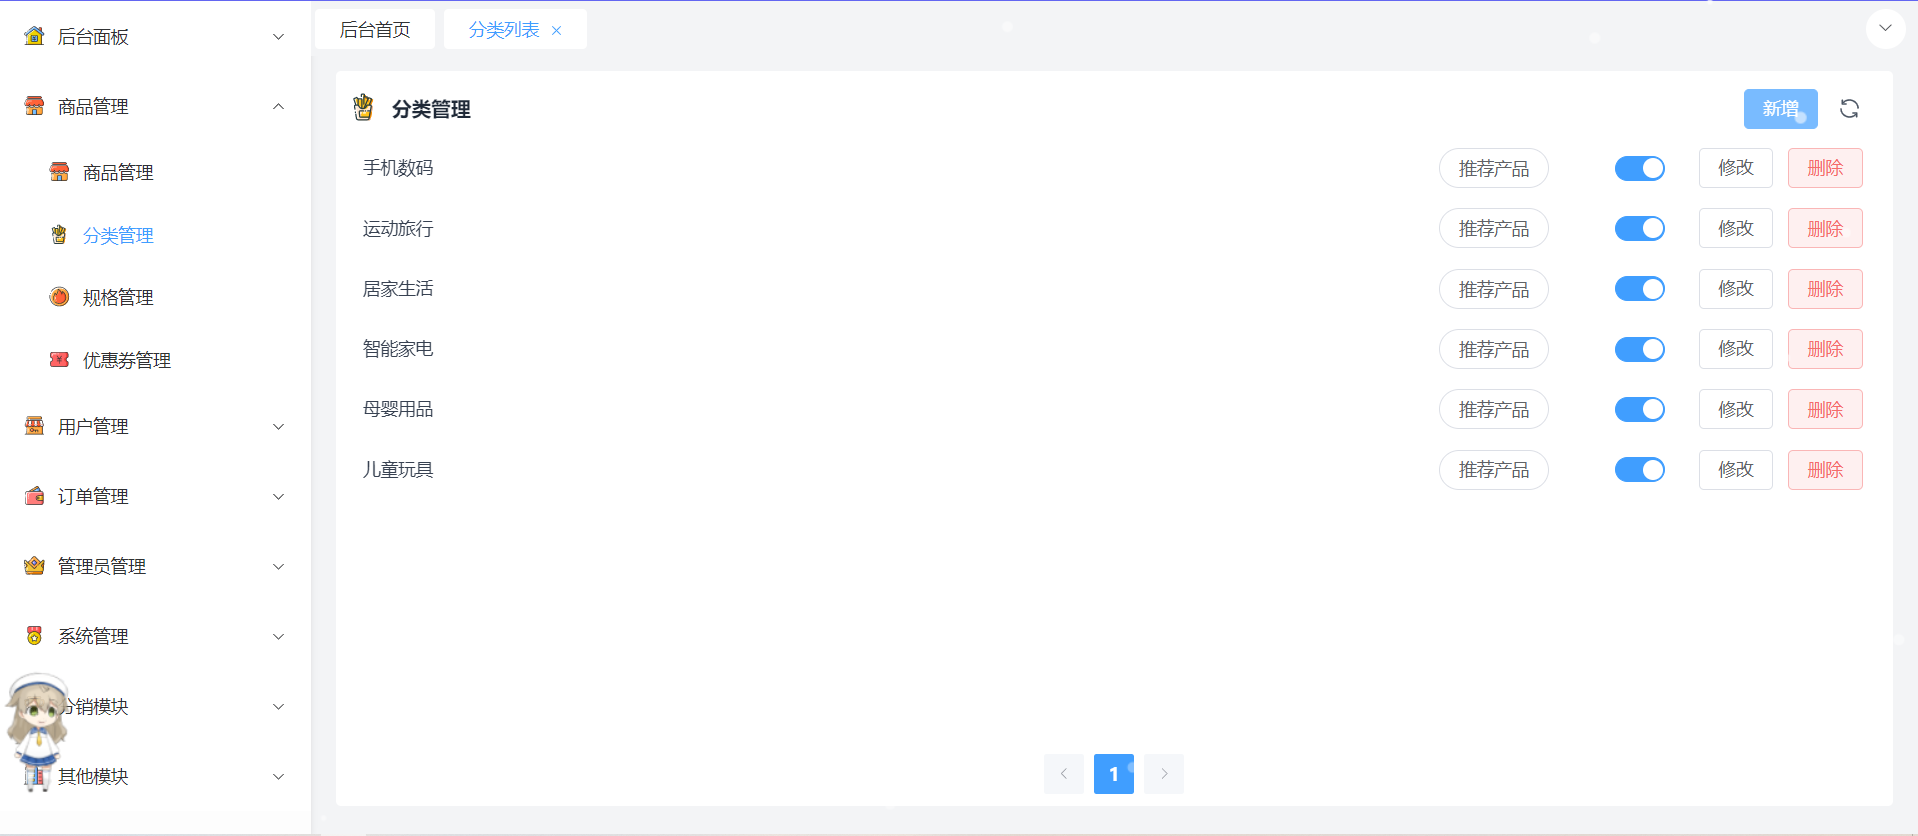 后台面板
商品管理
商品管理
分类管理
规格管理
优惠券管理
用户管理
订单管理
管理员管理
系统管理
分销模块
其他模块
后台首页
分类列表
分类管理
新增
手机数码 推荐产品 修改 删除
运动旅行 推荐产品 修改 删除
居家生活 推荐产品 修改 删除
智能家电 推荐产品 修改 删除
母婴用品 推荐产品 修改 删除
儿童玩具 推荐产品 修改 删除
1